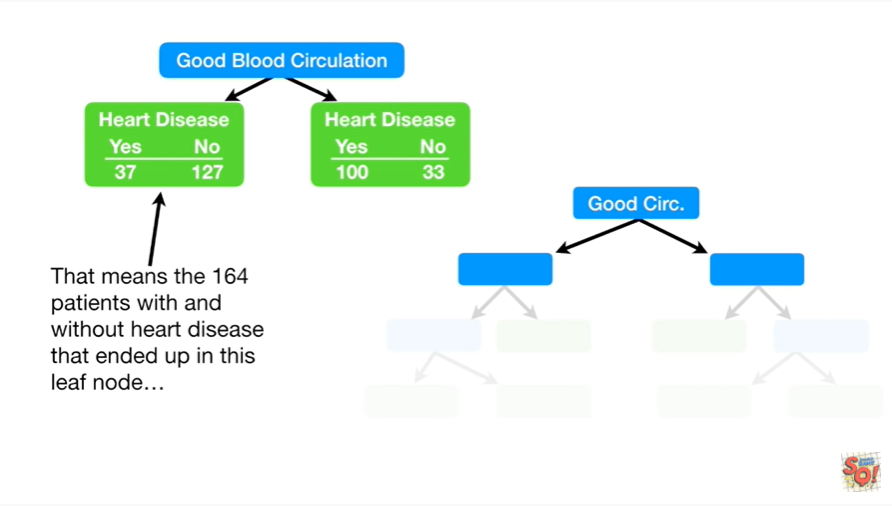 Good Blood Circulation
Heart Disease
Yes No
37 127
Heart Disease
Yes No
100 33
Good Circ.
That means the 164
patients with and
without heart disease
that ended up in this
leaf node…
SQ!